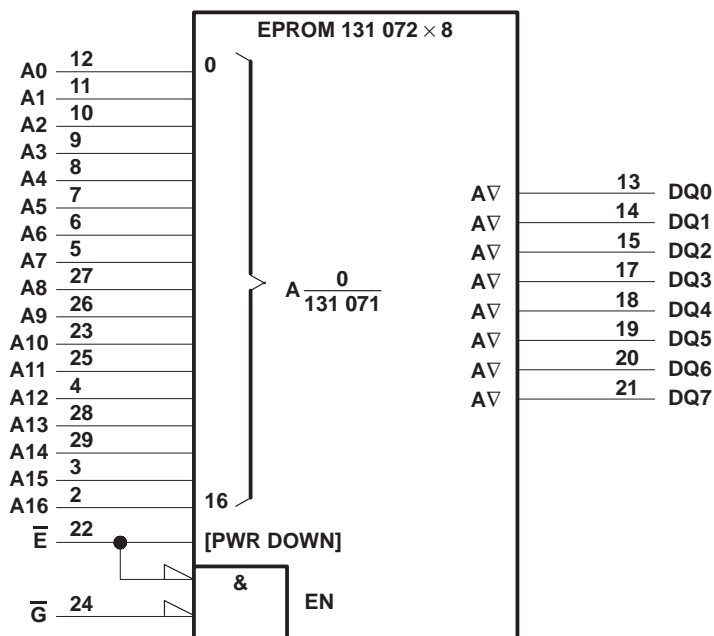 EPROM 131 072 × 8
A0 12 0
A1 11
A2 10
A3 9
A4 8
A5 7
A6 6
A7 5
A8 27
A9 26
A10 23
A11 25
A12 4
A13 28
A14 29
A15 3
A16 2 16
A 0
131 071
A∇ 13 DQ0
A∇ 14 DQ1
A∇ 15 DQ2
A∇ 17 DQ3
A∇ 18 DQ4
A∇ 19 DQ5
A∇ 20 DQ6
A∇ 21 DQ7
E̅ 22 [PWR DOWN]
&
EN
G̅ 24